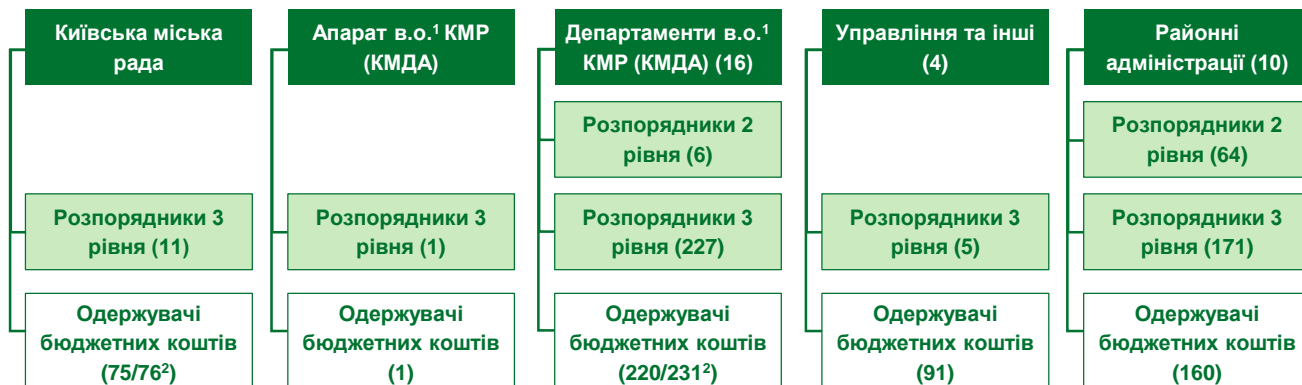 Київська міська
рада
Апарат в.о.¹ КМР
(КМДА)
Департаменти в.о.¹
КМР (КМДА) (16)
Управління та інші
(4)
Районні
адміністрації (10)
Розпорядники 2
рівня (6)
Розпорядники 2
рівня (64)
Розпорядники 3
рівня (11)
Розпорядники 3
рівня (1)
Розпорядники 3
рівня (227)
Розпорядники 3
рівня (5)
Розпорядники 3
рівня (171)
Одержувачі
бюджетних коштів
(75/76²)
Одержувачі
бюджетних коштів
(1)
Одержувачі
бюджетних коштів
(220/231²)
Одержувачі
бюджетних коштів
(91)
Одержувачі
бюджетних коштів
(160)